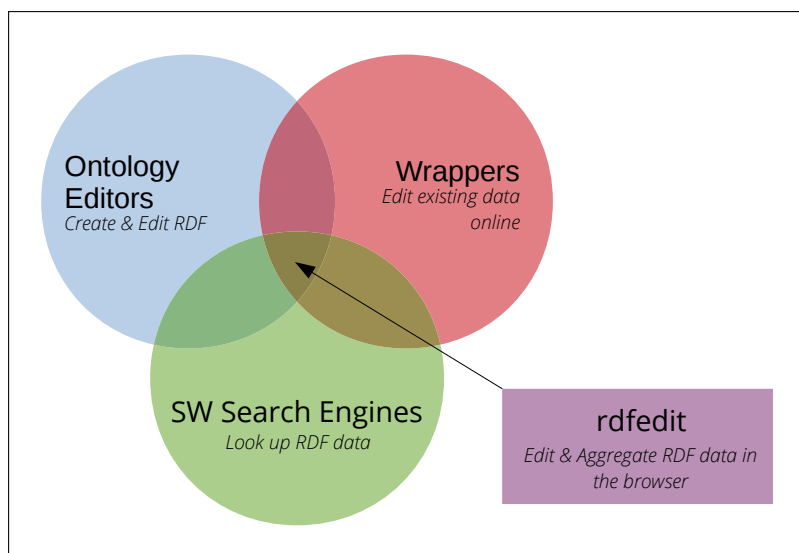 Ontology
Editors
Create & Edit RDF
Wrappers
Edit existing data
online
SW Search Engines
Look up RDF data
rdfedit
Edit & Aggregate RDF data in
the browser